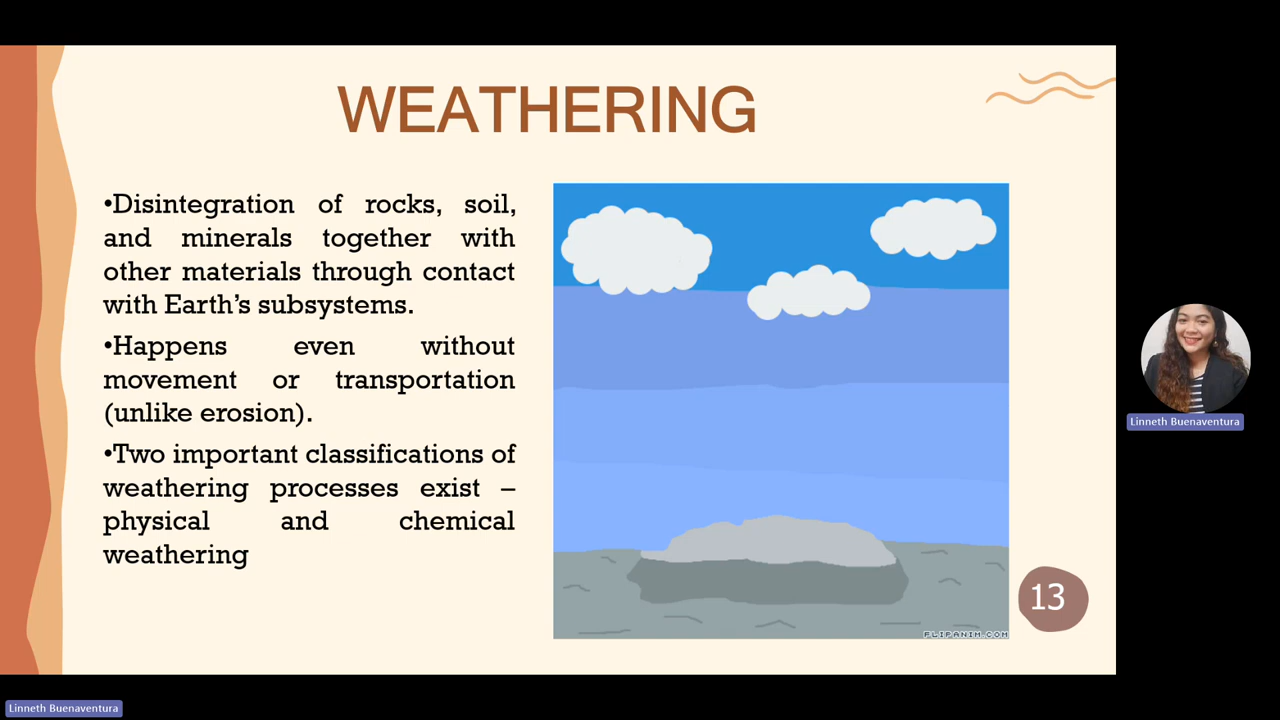 WEATHERING
•Disintegration of rocks, soil,
and minerals together with
other materials through contact
with Earth’s subsystems.
•Happens even without
movement or transportation
(unlike erosion).
•Two important classifications of
weathering processes exist –
physical and chemical
weathering
FLIPANIM.COM
13
Linneth Buenaventura
Linneth Buenaventura